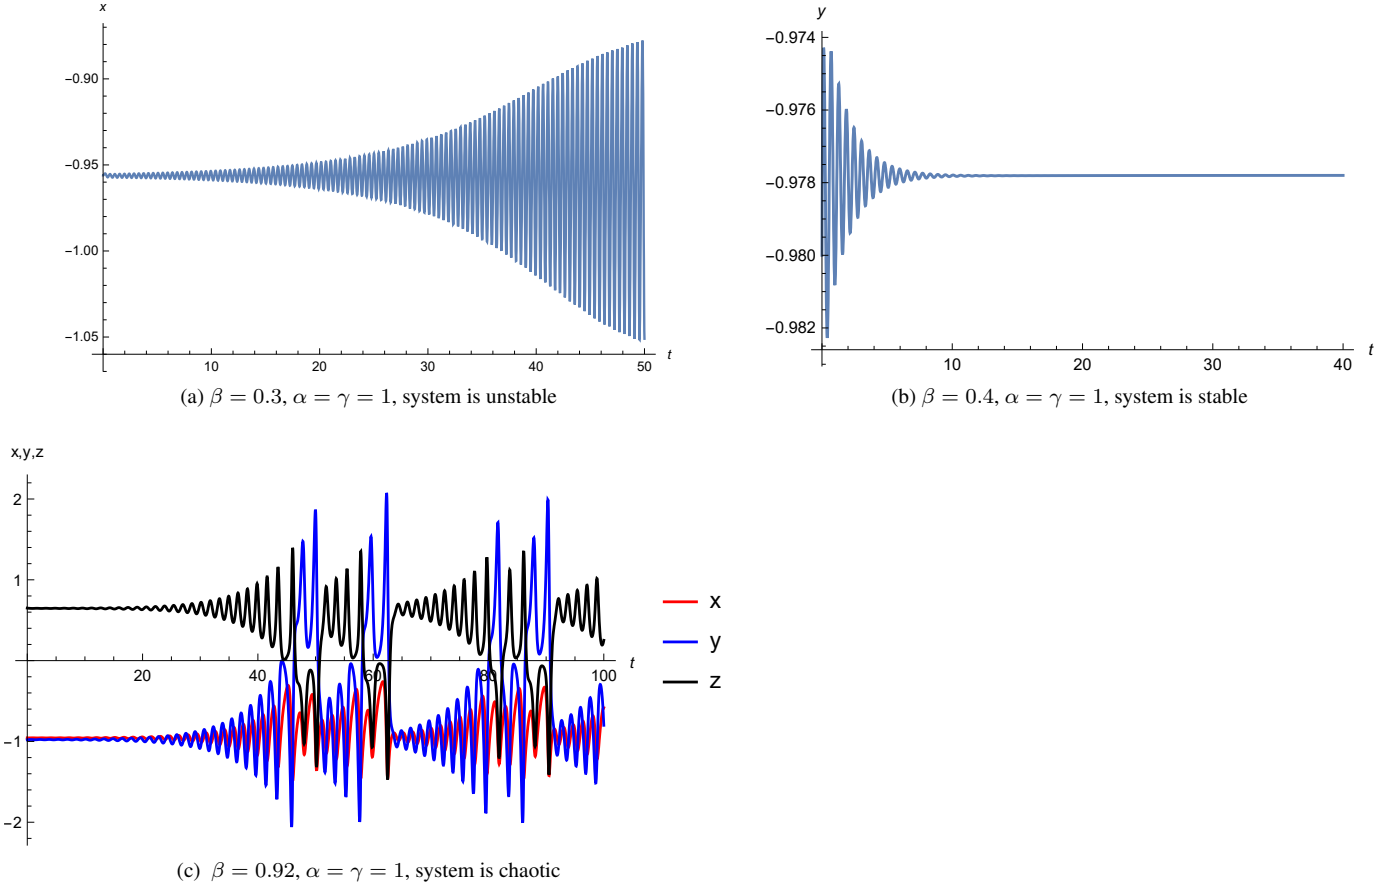 x
−0.90
−0.95
−1.00
−1.05
10 20 30 40 50 t
(a) β = 0.3, α = γ = 1, system is unstable
y
−0.974
−0.976
−0.978
−0.980
−0.982
10 20 30 40 t
(b) β = 0.4, α = γ = 1, system is stable
x,y,z
2
1
−1
−2
20 40 60 80 100 t
x
y
z
(c) β = 0.92, α = γ = 1, system is chaotic